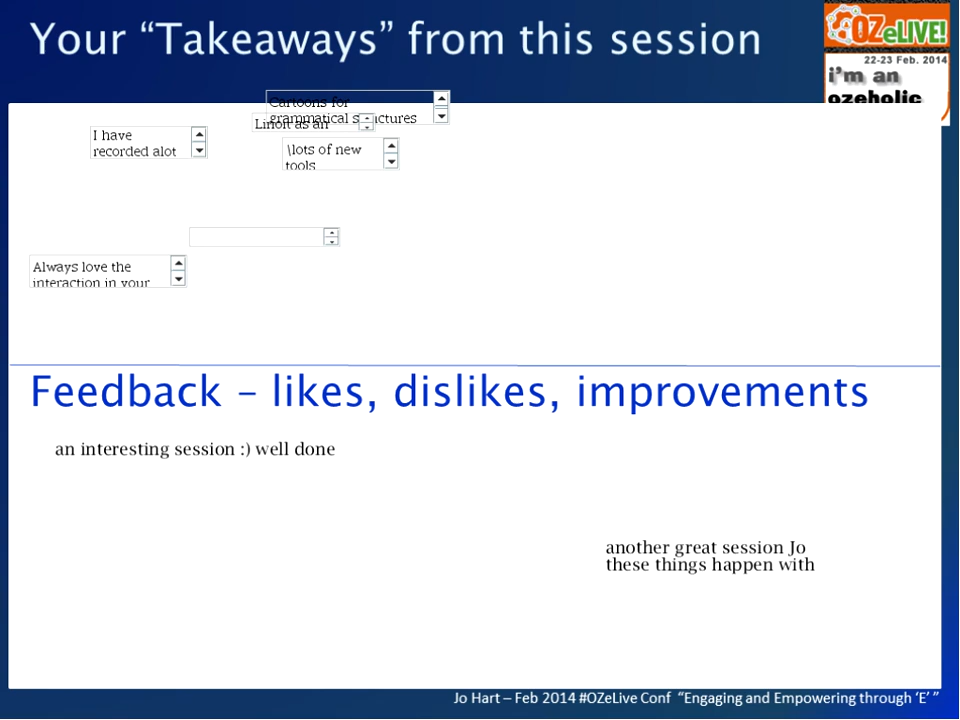 Your “Takeaways” from this session
OZeLIVE!
22-23 Feb. 2014
i'm an
ozeholic
Cartoons for
grammatical structures
Linoit as an
I have
recorded alot
\lots of new
tools
Always love the
interaction in your
Feedback – likes, dislikes, improvements
an interesting session :) well done
another great session Jo
these things happen with
Jo Hart – Feb 2014 #OZeLive Conf “Engaging and Empowering through ‘E’ ”